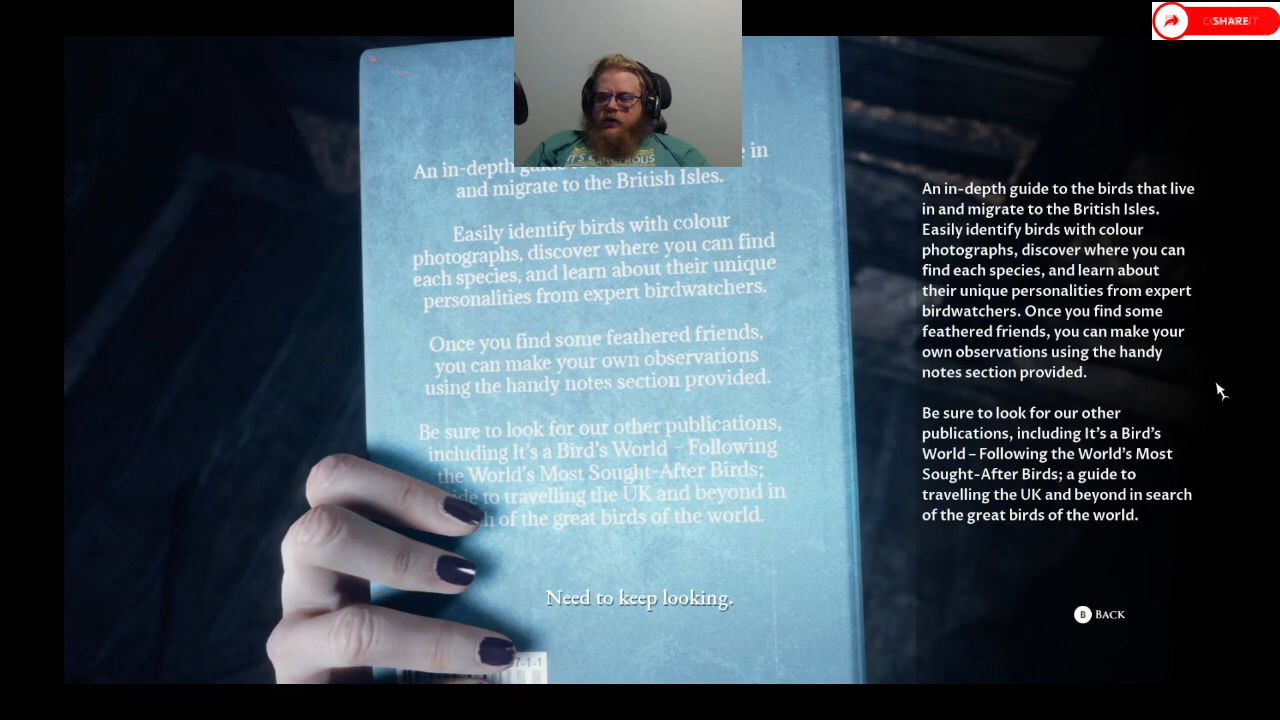 SHARE
IT'S DANGEROUS
An in-depth guide in
and migrate to the British Isles.
Easily identify birds with colour
photographs, discover where you can find
each species, and learn about their unique
personalities from expert birdwatchers.
Once you find some feathered friends,
you can make your own observations
using the handy notes section provided.
Be sure to look for our other publications,
including It's a Bird's World – Following
the World's Most Sought-After Birds;
to travelling the UK and beyond in
of the great birds of the world.
Need to keep looking.
7-1-1
An in-depth guide to the birds that live
in and migrate to the British Isles.
Easily identify birds with colour
photographs, discover where you can
find each species, and learn about
their unique personalities from expert
birdwatchers. Once you find some
feathered friends, you can make your
own observations using the handy
notes section provided.
Be sure to look for our other
publications, including It's a Bird's
World – Following the World's Most
Sought-After Birds; a guide to
travelling the UK and beyond in search
of the great birds of the world.
B BACK